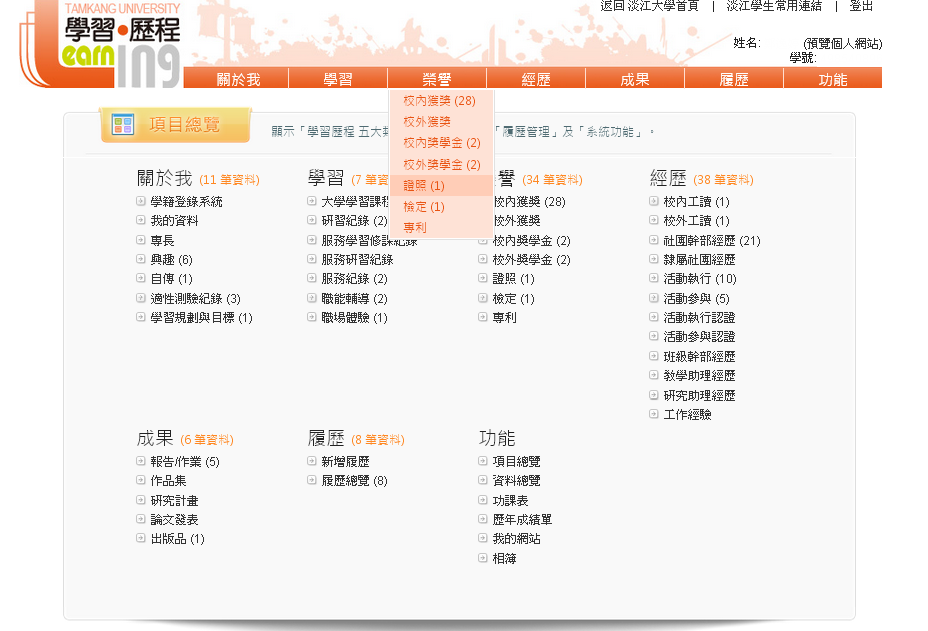 TAMKANG UNIVERSITY
學習•歷程
earning
返回 淡江大學首頁 | 淡江學生常用連結 | 登出
姓名: (預覽個人網站)
學號:
關於我 學習 榮譽 經歷 成果 履歷 功能
校內獲獎 (28)
校外獲獎
校內獎學金 (2)
校外獎學金 (2)
證照 (1)
檢定 (1)
專利
項目總覽
顯示「學習歷程 五大 「履歷管理」及「系統功能」。
關於我 (11 筆資料)
學籍登錄系統
我的資料
專長
興趣 (6)
自傳 (1)
適性測驗紀錄 (3)
學習規劃與目標 (1)
學習 (7 筆資
大學學習課程
研習紀錄 (2)
服務學習修課紀錄
服務研習紀錄
服務紀錄 (2)
職能輔導 (2)
職場體驗 (1)
譽 (34 筆資料)
校內獲獎 (28)
校外獲獎
校內獎學金 (2)
校外獎學金 (2)
證照 (1)
檢定 (1)
專利
經歷 (38 筆資料)
校內工讀 (1)
校外工讀 (1)
社團幹部經歷 (21)
隸屬社團經歷
活動執行 (10)
活動參與 (5)
活動執行認證
活動參與認證
班級幹部經歷
教學助理經歷
研究助理經歷
工作經驗
成果 (6 筆資料)
報告/作業 (5)
作品集
研究計畫
論文發表
出版品 (1)
履歷 (8 筆資料)
新增履歷
履歷總覽 (8)
功能
項目總覽
資料總覽
功課表
歷年成績單
我的網站
相簿